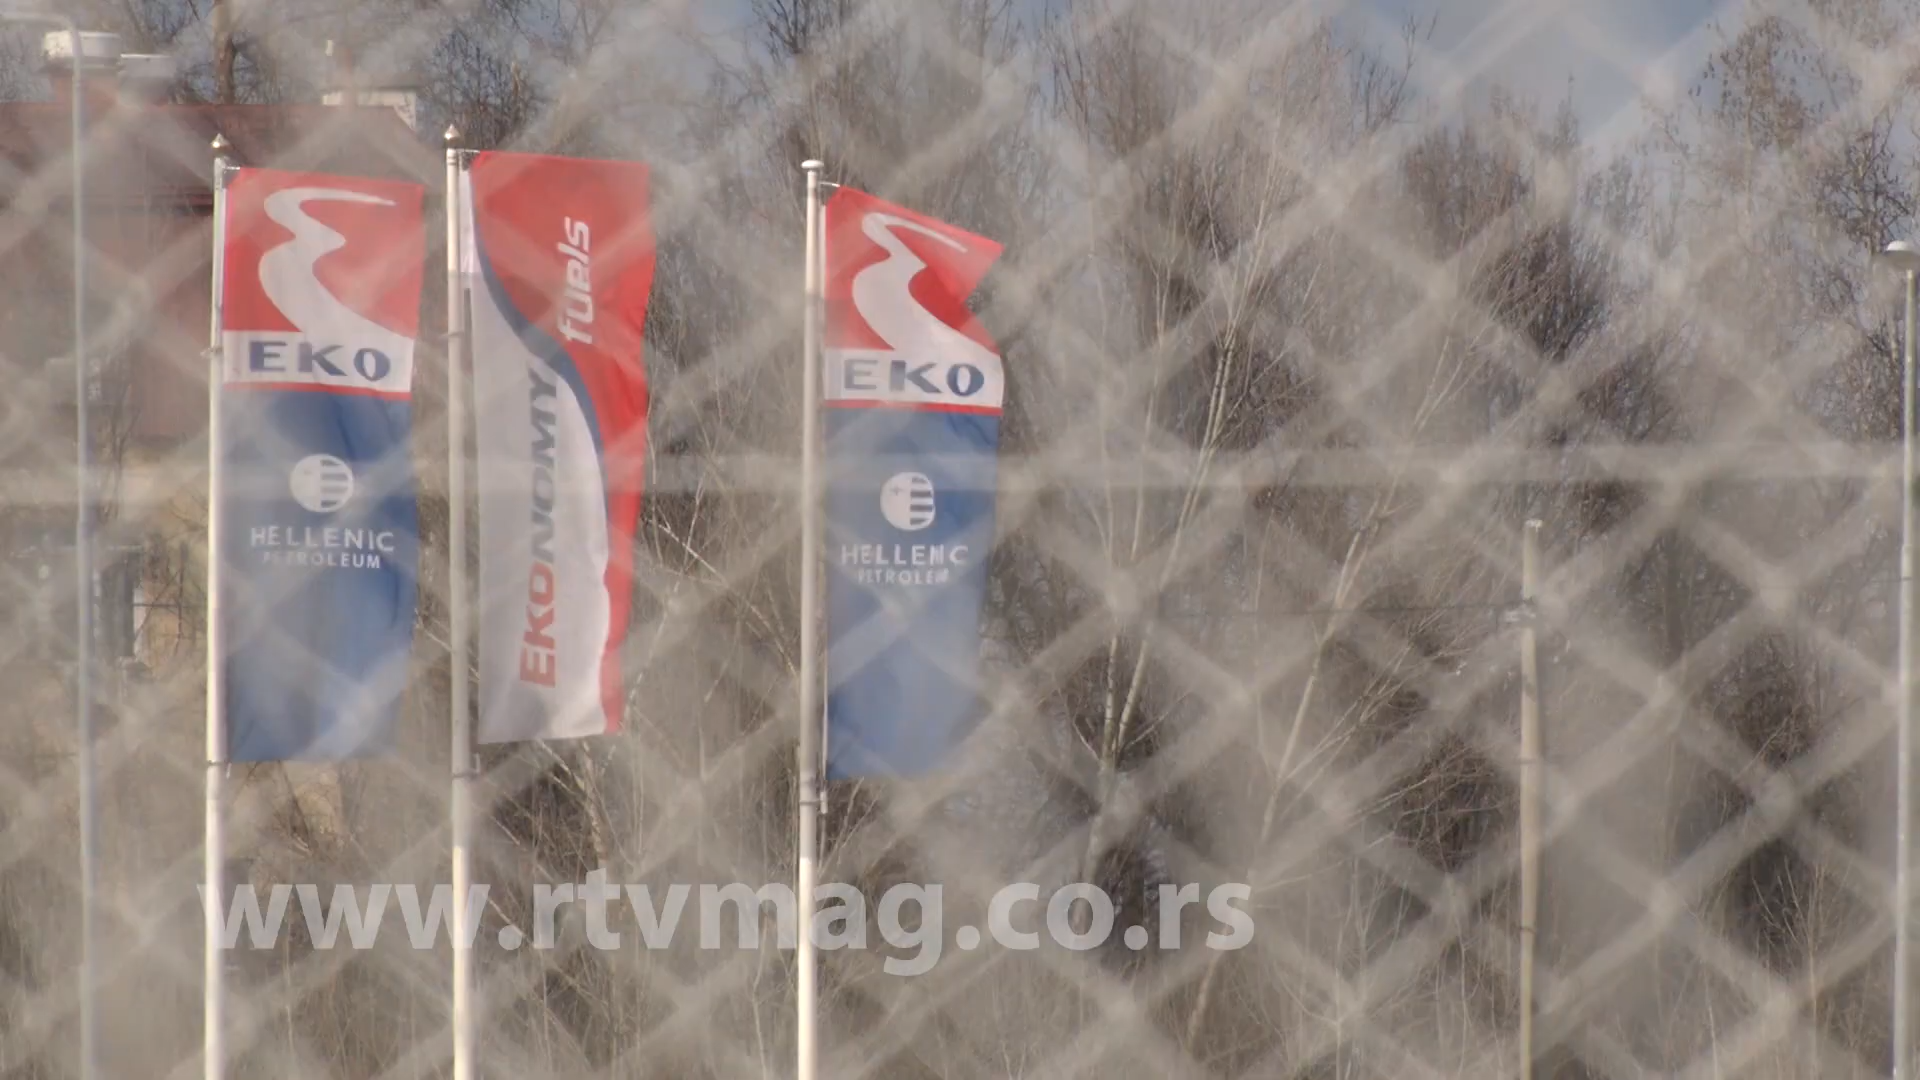 EKO
HELLENIC
PETROLEUM
EKONOMY
fuels
EKO
HELLENIC
PETROLEUM
www.rtvmag.co.rs